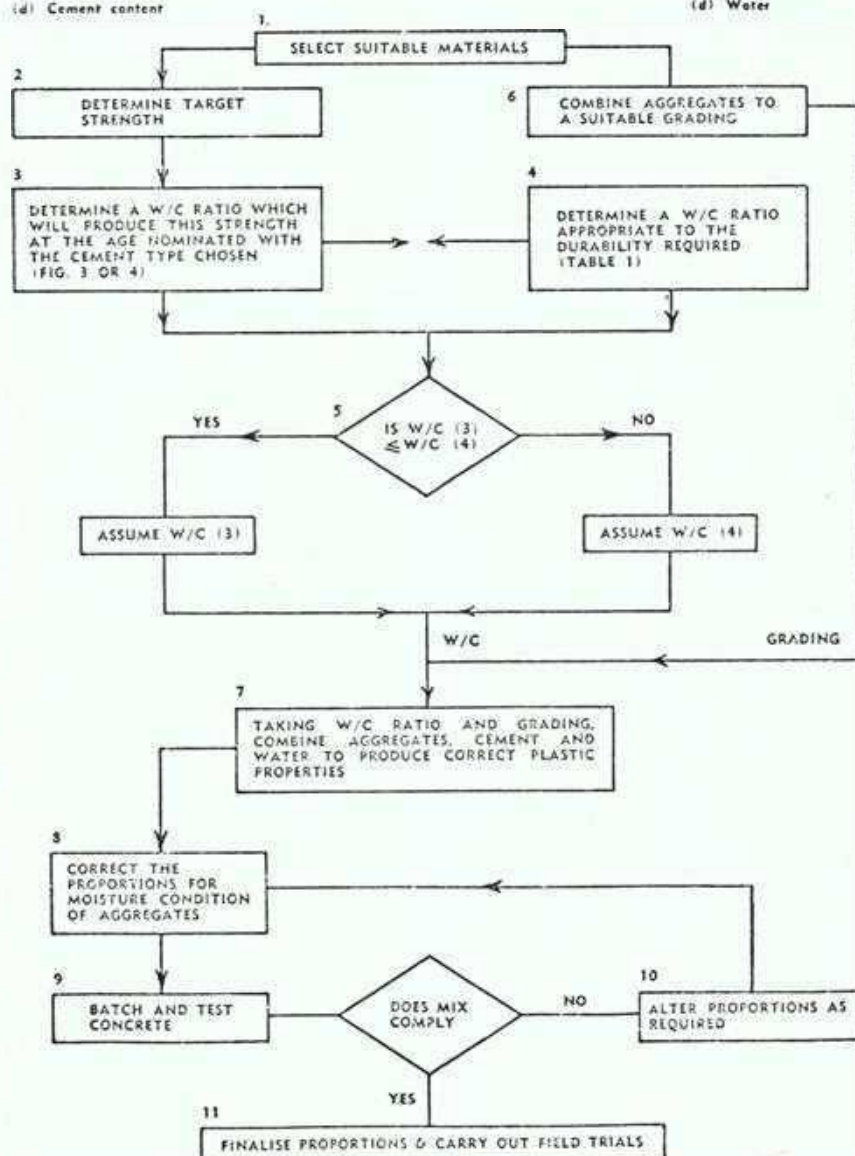 (d) Cement content
(d) Water
1.
SELECT SUITABLE MATERIALS
2
DETERMINE TARGET
STRENGTH
6
COMBINE AGGREGATES TO
A SUITABLE GRADING
3
DETERMINE A W/C RATIO WHICH
WILL PRODUCE THIS STRENGTH
AT THE AGE NOMINATED WITH
THE CEMENT TYPE CHOSEN
(FIG. 3 OR 4)
4
DETERMINE A W/C RATIO
APPROPRIATE TO THE
DURABILITY REQUIRED
(TABLE 1)
5
IS W/C (3)
≤ W/C (4)
YES
NO
ASSUME W/C (3)
ASSUME W/C (4)
W/C
GRADING
7
TAKING W/C RATIO AND GRADING,
COMBINE AGGREGATES, CEMENT AND
WATER TO PRODUCE CORRECT PLASTIC
PROPERTIES
8
CORRECT THE
PROPORTIONS FOR
MOISTURE CONDITION
OF AGGREGATES
9
BATCH AND TEST
CONCRETE
DOES MIX
COMPLY
NO
10
ALTER PROPORTIONS AS
REQUIRED
YES
11
FINALISE PROPORTIONS & CARRY OUT FIELD TRIALS